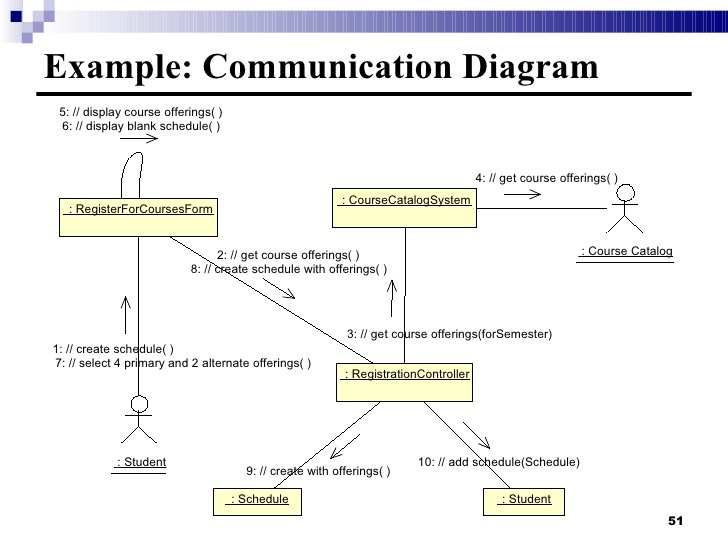 Example: Communication Diagram
5: // display course offerings( )
6: // display blank schedule( )
4: // get course offerings( )
: RegisterForCoursesForm
: CourseCatalogSystem
: Course Catalog
2: // get course offerings( )
8: // create schedule with offerings( )
3: // get course offerings(forSemester)
1: // create schedule( )
7: // select 4 primary and 2 alternate offerings( )
: RegistrationController
: Student
9: // create with offerings( )
10: // add schedule(Schedule)
: Schedule
: Student
51